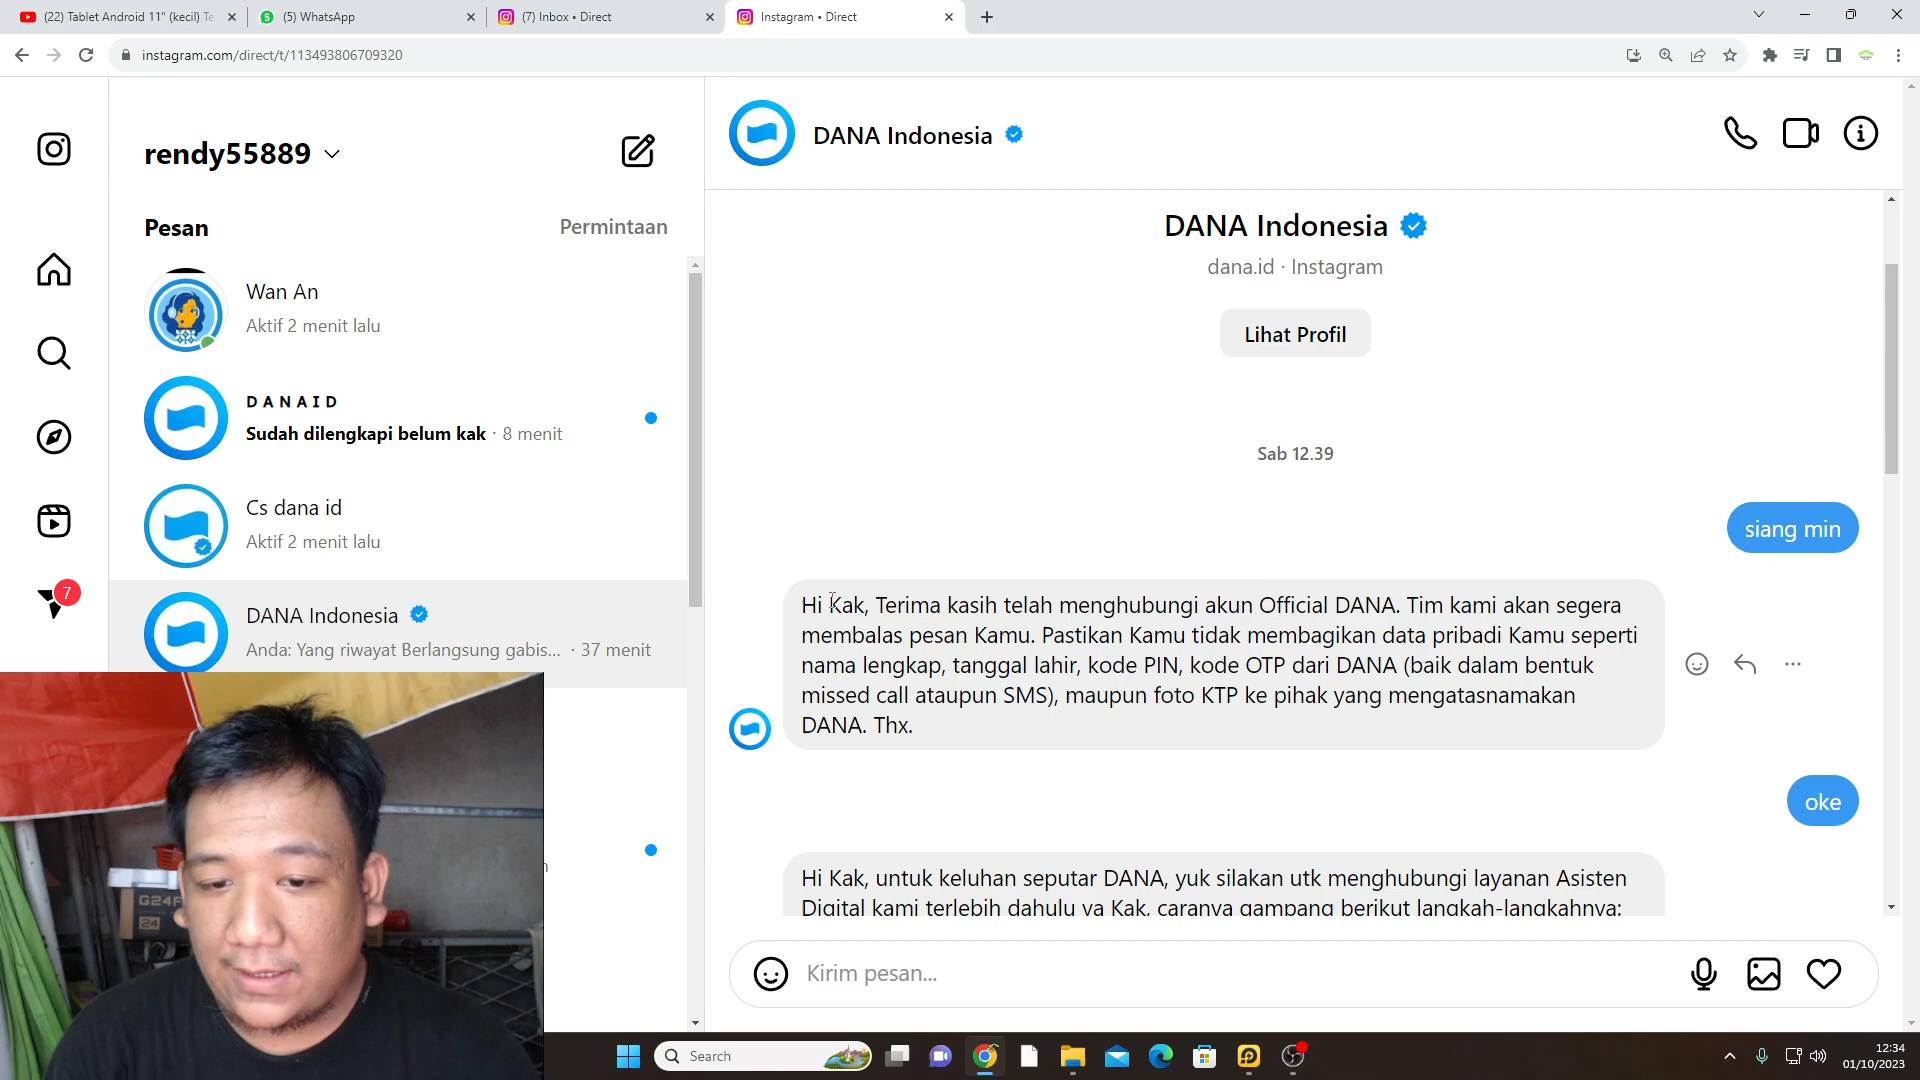 (22) Tablet Android 11" (kecil) Te
(5) WhatsApp
(7) Inbox • Direct
Instagram • Direct
instagram.com/direct/t/113493806709320
rendy55889
Pesan
Permintaan
Wan An
Aktif 2 menit lalu
D A N A I D
Sudah dilengkapi belum kak · 8 menit
Cs dana id
Aktif 2 menit lalu
DANA Indonesia
Anda: Yang riwayat Berlangsung gabis... · 37 menit
7
DANA Indonesia
DANA Indonesia
dana.id · Instagram
Lihat Profil
Sab 12.39
siang min
Hi Kak, Terima kasih telah menghubungi akun Official DANA. Tim kami akan segera
membalas pesan Kamu. Pastikan Kamu tidak membagikan data pribadi Kamu seperti
nama lengkap, tanggal lahir, kode PIN, kode OTP dari DANA (baik dalam bentuk
missed call ataupun SMS), maupun foto KTP ke pihak yang mengatasnamakan
DANA. Thx.
oke
Hi Kak, untuk keluhan seputar DANA, yuk silakan utk menghubungi layanan Asisten
Digital kami terlebih dahulu ya Kak, caranya gampang berikut langkah-langkahnya:
Kirim pesan...
24
Search
12:34
01/10/2023